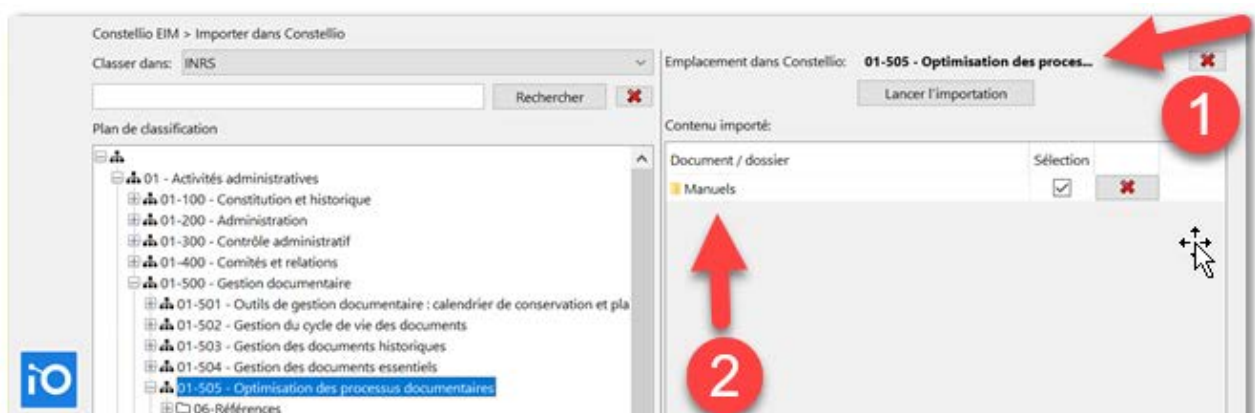 Constellio EIM > Importer dans Constellio
Classer dans: INRS
Rechercher
Plan de classification
01 - Activités administratives
01-100 - Constitution et historique
01-200 - Administration
01-300 - Contrôle administratif
01-400 - Comités et relations
01-500 - Gestion documentaire
01-501 - Outils de gestion documentaire : calendrier de conservation et pla
01-502 - Gestion du cycle de vie des documents
01-503 - Gestion des documents historiques
01-504 - Gestion des documents essentiels
01-505 - Optimisation des processus documentaires
06-Références
iO
Emplacement dans Constellio: 01-505 - Optimisation des proces...
Lancer l'importation
1
Contenu importé:
Document / dossier Sélection
Manuels
2